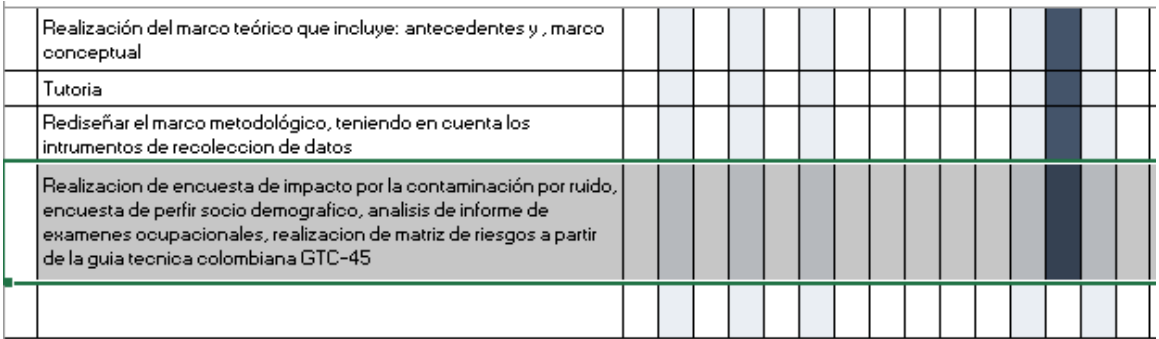 Realización del marco teórico que incluye: antecedentes y , marco
conceptual
Tutoria
Rediseñar el marco metodológico, teniendo en cuenta los
intrumentos de recoleccion de datos
Realizacion de encuesta de impacto por la contaminación por ruido,
encuesta de perfir socio demografico, analisis de informe de
examenes ocupacionales, realizacion de matriz de riesgos a partir
de la guia tecnica colombiana GTC-45